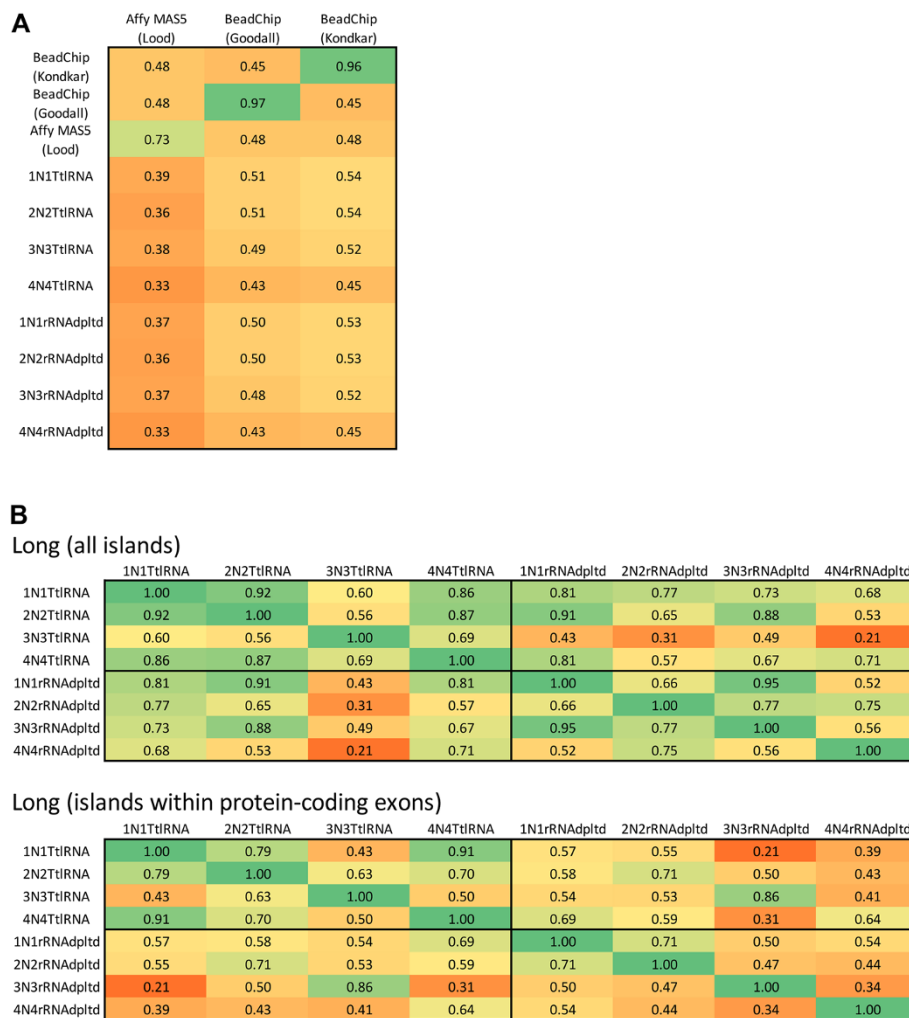 A
Affy MAS5 BeadChip BeadChip
(Lood) (Goodall) (Kondkar)
BeadChip
(Kondkar) 0.48 0.45 0.96
BeadChip
(Goodall) 0.48 0.97 0.45
Affy MAS5
(Lood) 0.73 0.48 0.48
1N1TtlRNA 0.39 0.51 0.54
2N2TtlRNA 0.36 0.51 0.54
3N3TtlRNA 0.38 0.49 0.52
4N4TtlRNA 0.33 0.43 0.45
1N1rRNAdpltd 0.37 0.50 0.53
2N2rRNAdpltd 0.36 0.50 0.53
3N3rRNAdpltd 0.37 0.48 0.52
4N4rRNAdpltd 0.33 0.43 0.45
B
Long (all islands)
1N1TtlRNA 2N2TtlRNA 3N3TtlRNA 4N4TtlRNA 1N1rRNAdpltd 2N2rRNAdpltd 3N3rRNAdpltd 4N4rRNAdpltd
1N1TtlRNA 1.00 0.92 0.60 0.86 0.81 0.77 0.73 0.68
2N2TtlRNA 0.92 1.00 0.56 0.87 0.91 0.65 0.88 0.53
3N3TtlRNA 0.60 0.56 1.00 0.69 0.43 0.31 0.49 0.21
4N4TtlRNA 0.86 0.87 0.69 1.00 0.81 0.57 0.67 0.71
1N1rRNAdpltd 0.81 0.91 0.43 0.81 1.00 0.66 0.95 0.52
2N2rRNAdpltd 0.77 0.65 0.31 0.57 0.66 1.00 0.77 0.75
3N3rRNAdpltd 0.73 0.88 0.49 0.67 0.95 0.77 1.00 0.56
4N4rRNAdpltd 0.68 0.53 0.21 0.71 0.52 0.75 0.56 1.00
Long (islands within protein-coding exons)
1N1TtlRNA 2N2TtlRNA 3N3TtlRNA 4N4TtlRNA 1N1rRNAdpltd 2N2rRNAdpltd 3N3rRNAdpltd 4N4rRNAdpltd
1N1TtlRNA 1.00 0.79 0.43 0.91 0.57 0.55 0.21 0.39
2N2TtlRNA 0.79 1.00 0.63 0.70 0.58 0.71 0.50 0.43
3N3TtlRNA 0.43 0.63 1.00 0.50 0.54 0.53 0.86 0.41
4N4TtlRNA 0.91 0.70 0.50 1.00 0.69 0.59 0.31 0.64
1N1rRNAdpltd 0.57 0.58 0.54 0.69 1.00 0.71 0.50 0.54
2N2rRNAdpltd 0.55 0.71 0.53 0.59 0.71 1.00 0.47 0.44
3N3rRNAdpltd 0.21 0.50 0.86 0.31 0.50 0.47 1.00 0.34
4N4rRNAdpltd 0.39 0.43 0.41 0.64 0.54 0.44 0.34 1.00